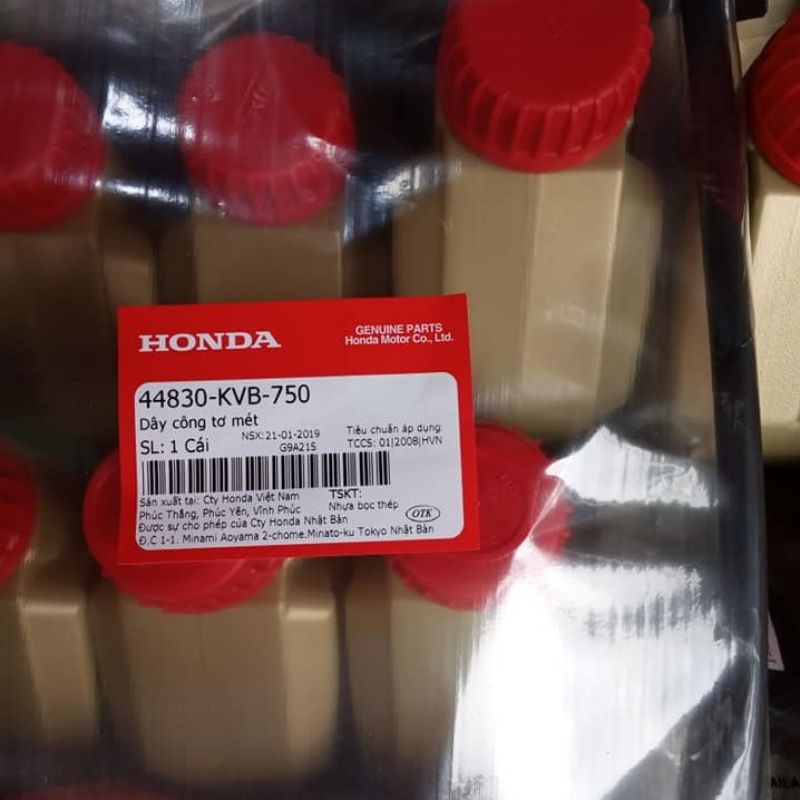 HONDA
GENUINE PARTS
Honda Motor Co., Ltd.
44830-KVB-750
Dây công tơ mét
SL: 1 Cái
NSX: 21-01-2019
G9A21S
Tiêu chuẩn áp dụng:
TCCS: 01|2008|HVN
Sản xuất tại: Cty Honda Việt Nam
Phúc Thắng, Phúc Yên, Vĩnh Phúc
TSKT:
Nhựa bọc thép
OTK
Được sự cho phép của Cty Honda Nhật Bản
Đ.C 1-1. Minami Aoyama 2-chome.Minato-ku Tokyo Nhật Bản